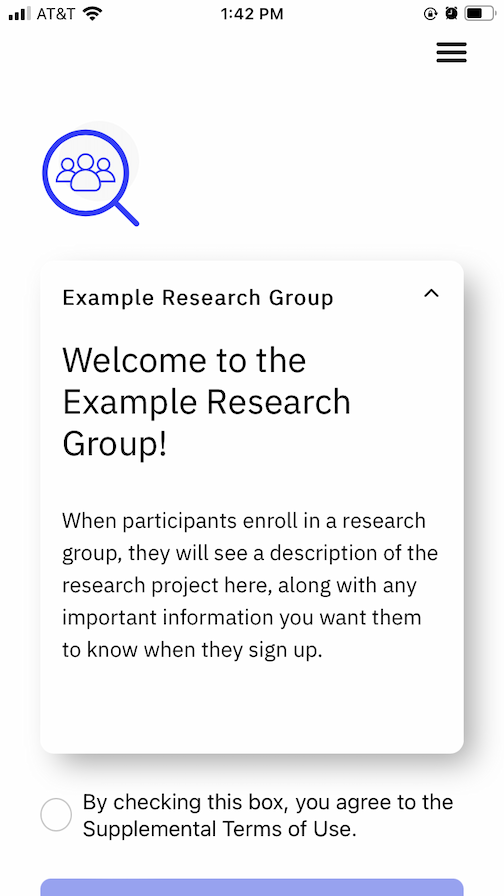 AT&T 1:42 PM
Example Research Group
Welcome to the
Example Research
Group!
When participants enroll in a research
group, they will see a description of the
research project here, along with any
important information you want them
to know when they sign up.
By checking this box, you agree to the
Supplemental Terms of Use.